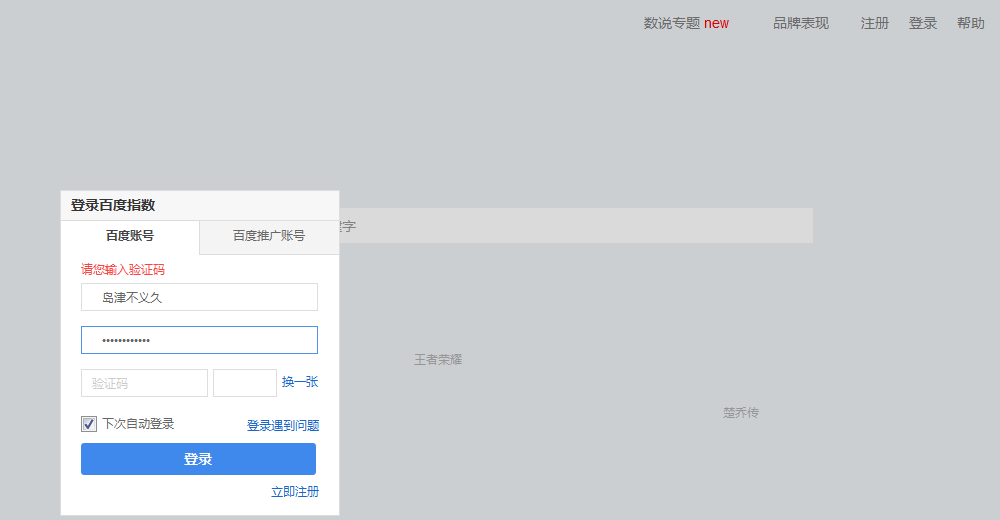 数说专题 new 品牌表现 注册 登录 帮助
登录百度指数
百度账号 百度推广账号
键字
请您输入验证码
岛津不义久
••••••••••••
王者荣耀
验证码 换一张
楚乔传
下次自动登录 登录遇到问题
登录
立即注册